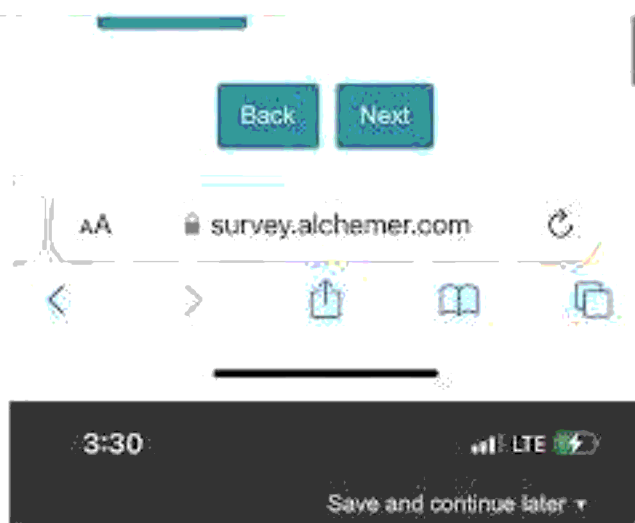 Back Next
AA survey.alchemer.com
3:30 LTE
Save and continue later